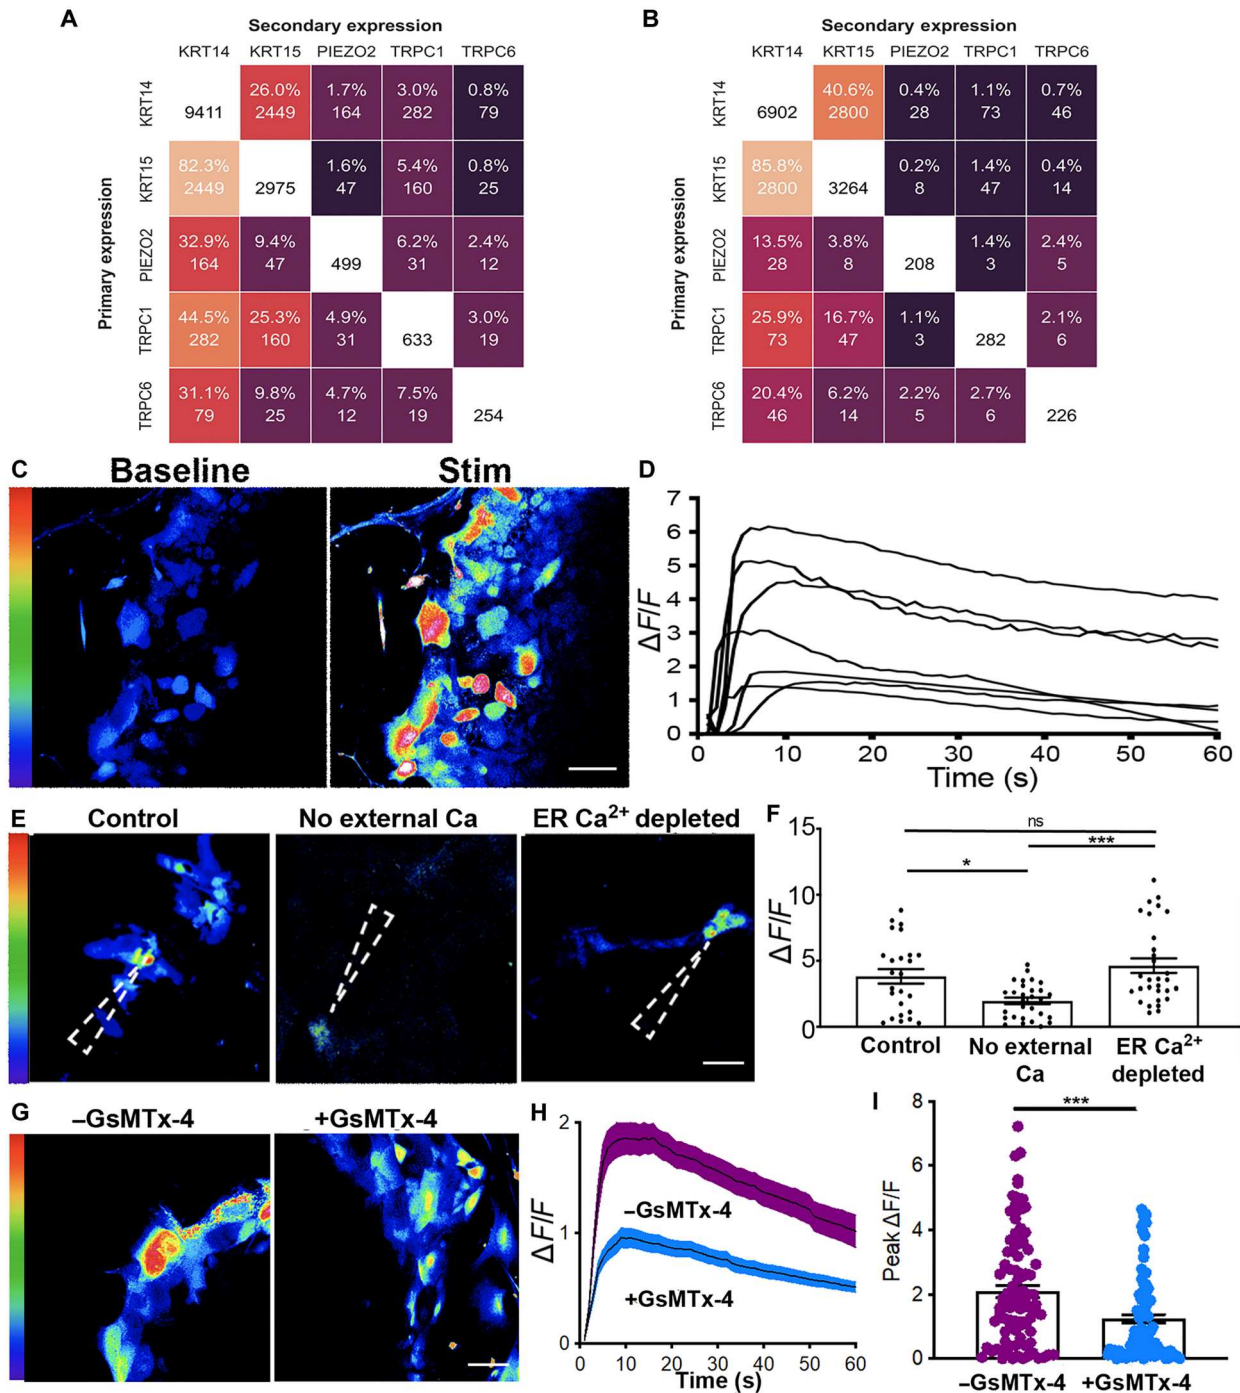 A
Secondary expression
KRT14 KRT15 PIEZO2 TRPC1 TRPC6
Primary expression
KRT14 9411 26.0% 2449 1.7% 164 3.0% 282 0.8% 79
KRT15 82.3% 2449 2975 1.6% 47 5.4% 160 0.8% 25
PIEZO2 32.9% 164 9.4% 47 499 6.2% 31 2.4% 12
TRPC1 44.5% 282 25.3% 160 4.9% 31 633 3.0% 19
TRPC6 31.1% 79 9.8% 25 4.7% 12 7.5% 19 254
B
Secondary expression
KRT14 KRT15 PIEZO2 TRPC1 TRPC6
Primary expression
KRT14 6902 40.6% 2800 0.4% 28 1.1% 73 0.7% 46
KRT15 85.8% 2800 3264 0.2% 8 1.4% 47 0.4% 14
PIEZO2 13.5% 28 3.8% 8 208 1.4% 3 2.4% 5
TRPC1 25.9% 73 16.7% 47 1.1% 3 282 2.1% 6
TRPC6 20.4% 46 6.2% 14 2.2% 5 2.7% 6 226
C
Baseline Stim
D
ΔF/F
7
6
5
4
3
2
1
0
0 10 20 30 40 50 60
Time (s)
E
Control No external Ca ER Ca2+ depleted
F
ΔF/F
15
10
5
0
ns
***
*
Control No external Ca ER Ca2+ depleted
G
–GsMTx-4 +GsMTx-4
H
ΔF/F
2
1
0
–GsMTx-4
+GsMTx-4
0 10 20 30 40 50 60
Time (s)
I
Peak ΔF/F
8
6
4
2
0
***
–GsMTx-4 +GsMTx-4